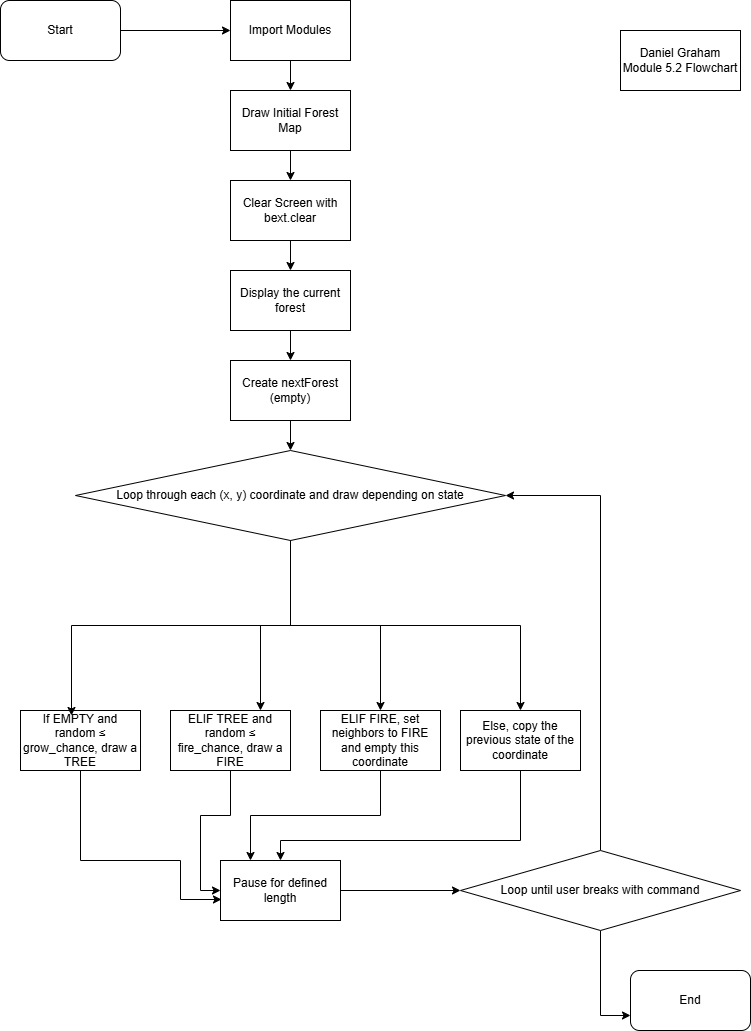 Start
Import Modules
Daniel Graham
Module 5.2 Flowchart
Draw Initial Forest
Map
Clear Screen with
bext.clear
Display the current
forest
Create nextForest
(empty)
Loop through each (x, y) coordinate and draw depending on state
If EMPTY and
random ≤
grow_chance, draw a
TREE
ELIF TREE and
random ≤
fire_chance, draw a
FIRE
ELIF FIRE, set
neighbors to FIRE
and empty this
coordinate
Else, copy the
previous state of the
coordinate
Pause for defined
length
Loop until user breaks with command
End